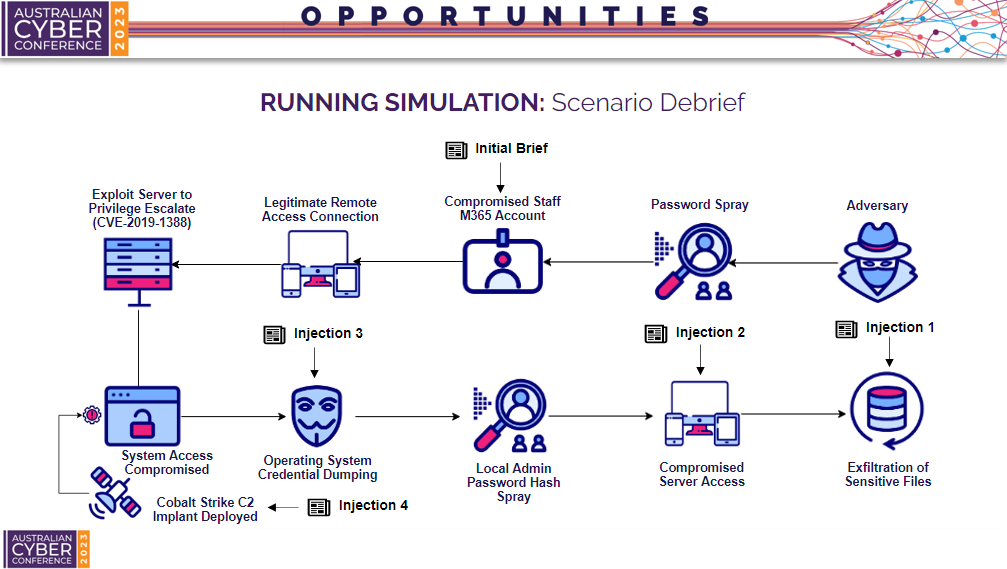 AUSTRALIAN
CYBER
CONFERENCE
2023
OPPORTUNITIES
RUNNING SIMULATION: Scenario Debrief
Initial Brief
Exploit Server to
Privilege Escalate
(CVE-2019-1388)
Legitimate Remote
Access Connection
Compromised Staff
M365 Account
Password Spray
Adversary
Injection 3
Injection 2
Injection 1
System Access
Compromised
Operating System
Credential Dumping
Local Admin
Password Hash
Spray
Compromised
Server Access
Exfiltration of
Sensitive Files
Cobalt Strike C2
Implant Deployed
Injection 4
AUSTRALIAN
CYBER
CONFERENCE
2023